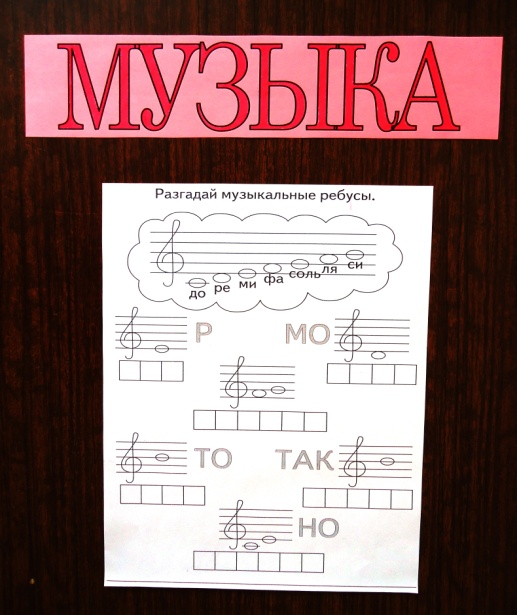 МУЗЫКА
Разгадай музыкальные ребусы.
до ре ми фа соль ля си
Р МО
ТО ТАК
НО